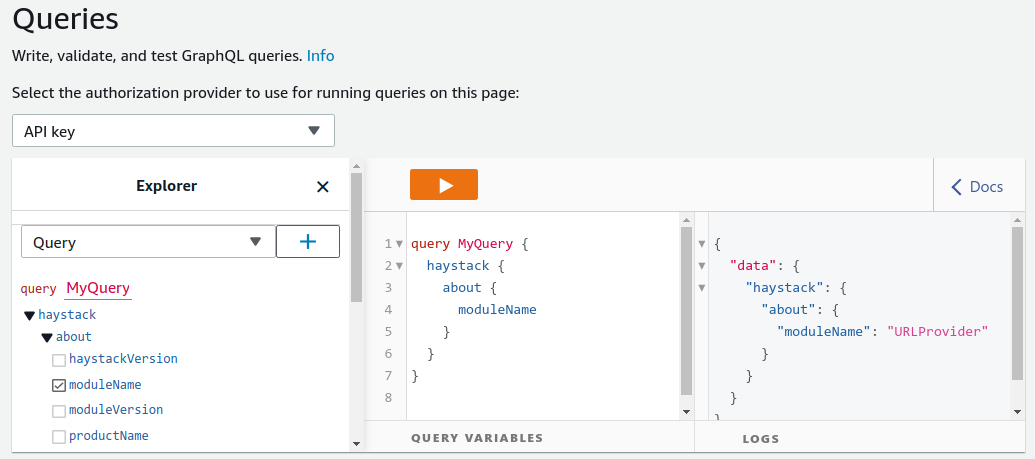 Queries
Write, validate, and test GraphQL queries. Info
Select the authorization provider to use for running queries on this page:
API key
Explorer
Docs
Query
query MyQuery
haystack
about
haystackVersion
moduleName
moduleVersion
productName
1 query MyQuery {
2 haystack {
3 about {
4 moduleName
5 }
6 }
7 }
8
{
"data": {
"haystack": {
"about": {
"moduleName": "URLProvider"
}
}
}
}
QUERY VARIABLES
LOGS